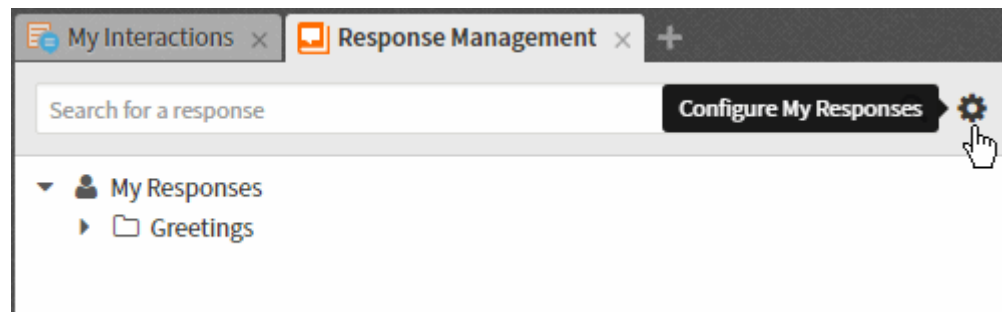 My Interactions
Response Management
Search for a response
Configure My Responses
My Responses
Greetings